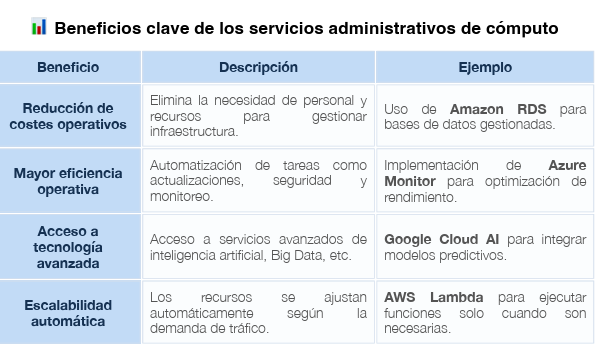 Beneficios clave de los servicios administrativos de cómputo
Beneficio
Descripción
Ejemplo
Reducción de
costes operativos
Elimina la necesidad de personal y
recursos para gestionar
infraestructura.
Uso de Amazon RDS para
bases de datos gestionadas.
Mayor eficiencia
operativa
Automatización de tareas como
actualizaciones, seguridad y
monitoreo.
Implementación de Azure
Monitor para optimización de
rendimiento.
Acceso a
tecnología
avanzada
Acceso a servicios avanzados de
inteligencia artificial, Big Data, etc.
Google Cloud AI para integrar
modelos predictivos.
Escalabilidad
automática
Los recursos se ajustan
automáticamente según la
demanda de tráfico.
AWS Lambda para ejecutar
funciones solo cuando son
necesarias.